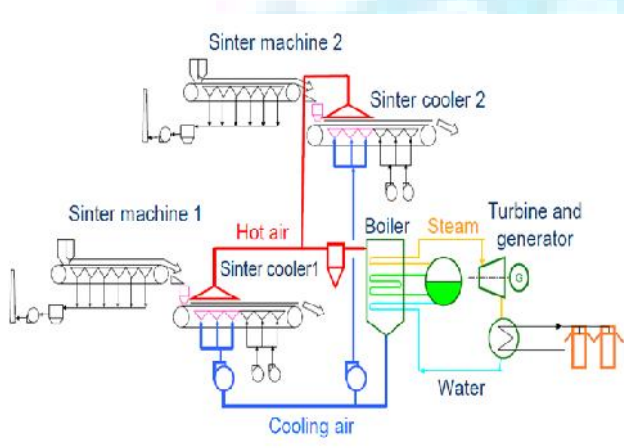 Sinter machine 2
Sinter cooler 2
Sinter machine 1
Hot air
Boiler
Steam
Turbine and
generator
Sinter cooler1
G
Water
Cooling air